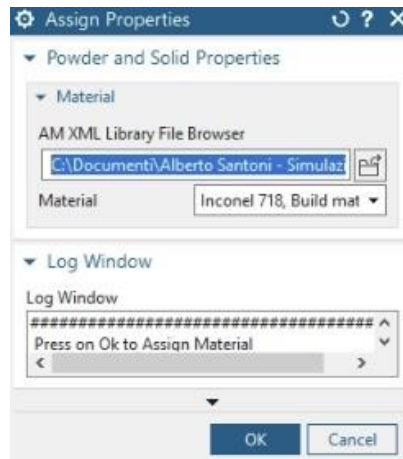 Assign Properties
Powder and Solid Properties
Material
AM XML Library File Browser
C:\Documenti\Alberto Santoni - Simulazi
Material Inconel 718, Build mat
Log Window
Log Window
####################################
Press on Ok to Assign Material
OK Cancel